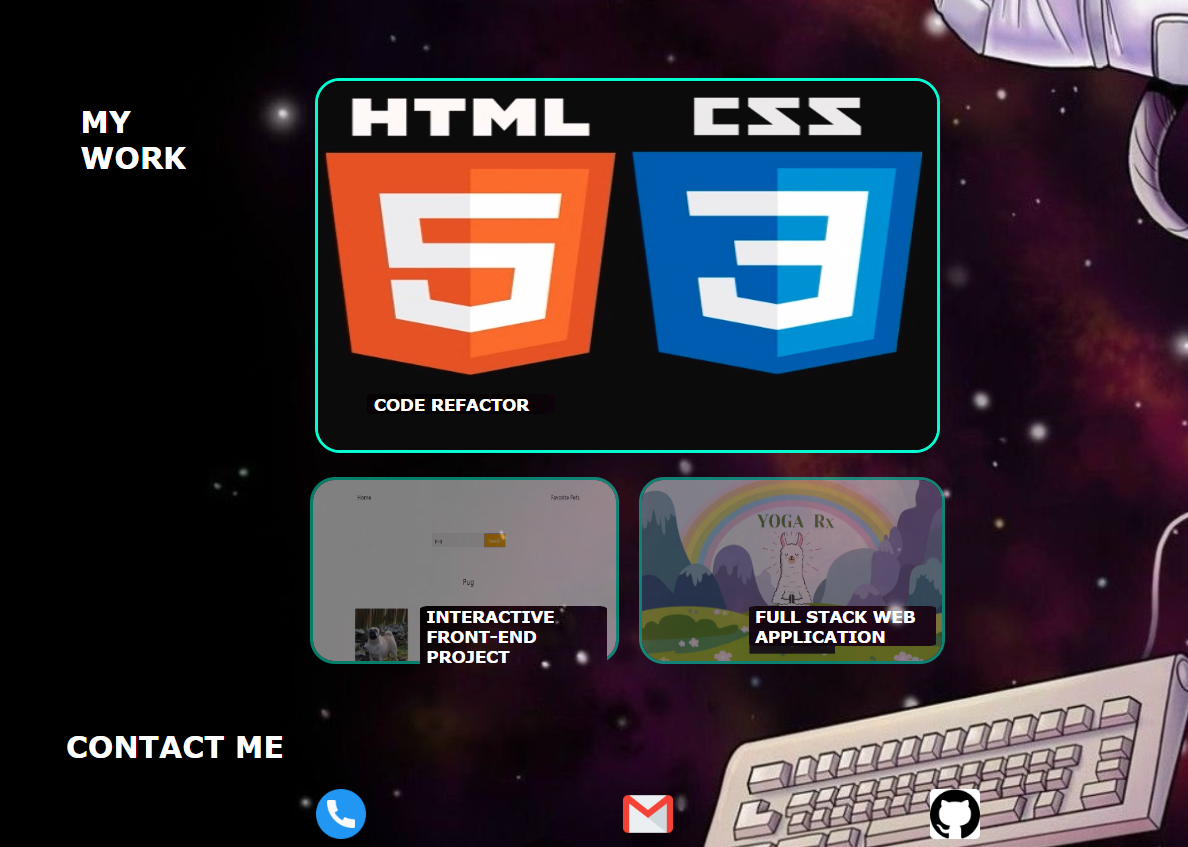 MY
WORK
HTML
CSS
5
3
CODE REFACTOR
Home
Favorite Pets
Pug
INTERACTIVE
FRONT-END
PROJECT
YOGA Rx
FULL STACK WEB
APPLICATION
CONTACT ME